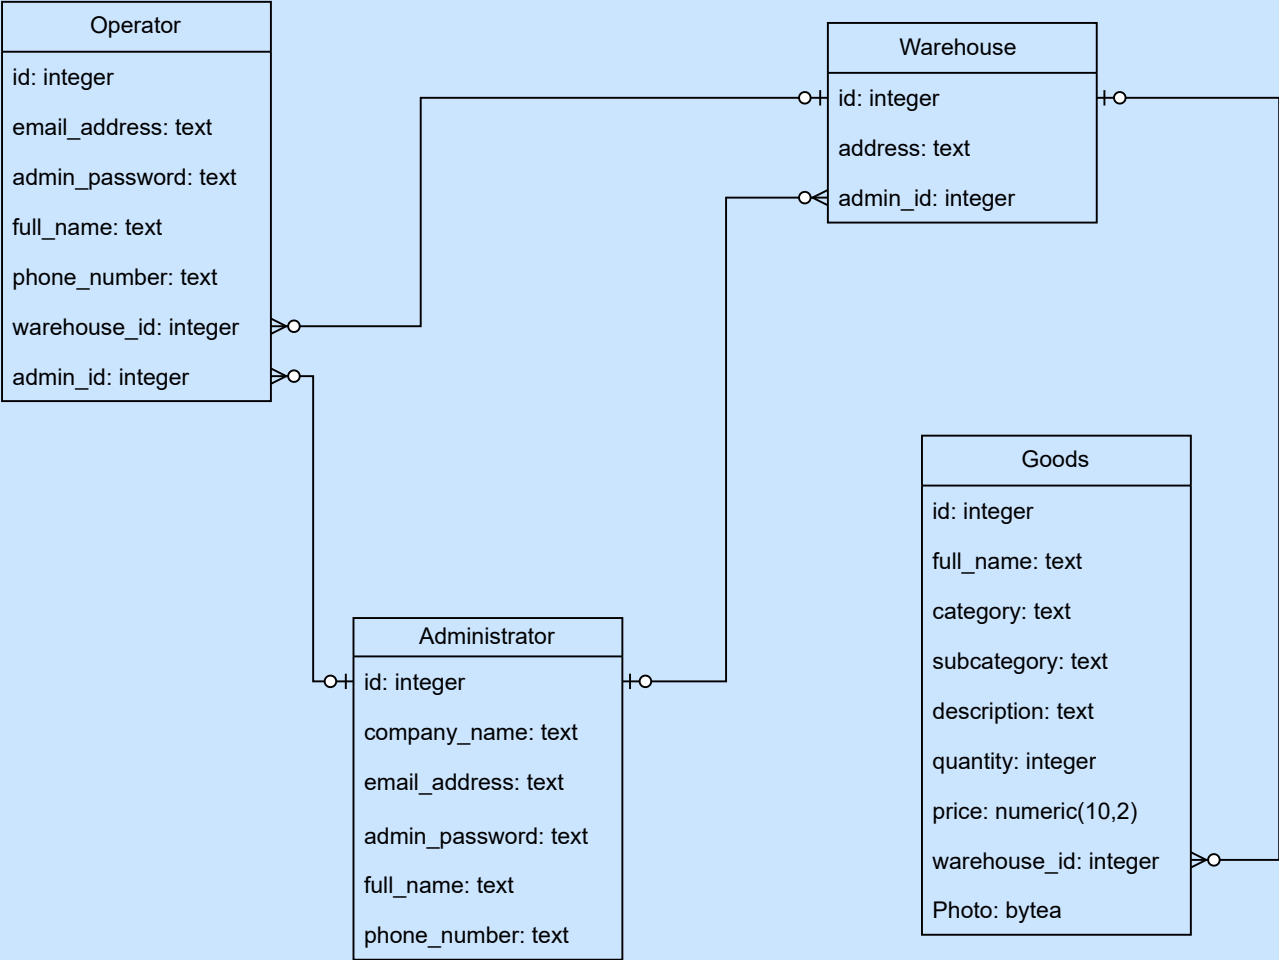 Operator
id: integer
email_address: text
admin_password: text
full_name: text
phone_number: text
warehouse_id: integer
admin_id: integer
Warehouse
id: integer
address: text
admin_id: integer
Administrator
id: integer
company_name: text
email_address: text
admin_password: text
full_name: text
phone_number: text
Goods
id: integer
full_name: text
category: text
subcategory: text
description: text
quantity: integer
price: numeric(10,2)
warehouse_id: integer
Photo: bytea